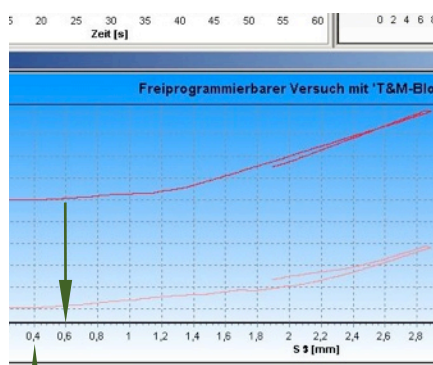 5 20 25 30 35 40 45 50 55 60
Zeit [s]
0 2 4 6
Freiprogrammierbarer Versuch mit 'T&M-Blo
0,4 0,6 0,8 1 1,2 1,4 1,6 1,8 2 2,2 2,4 2,6 2,8
S $ [mm]